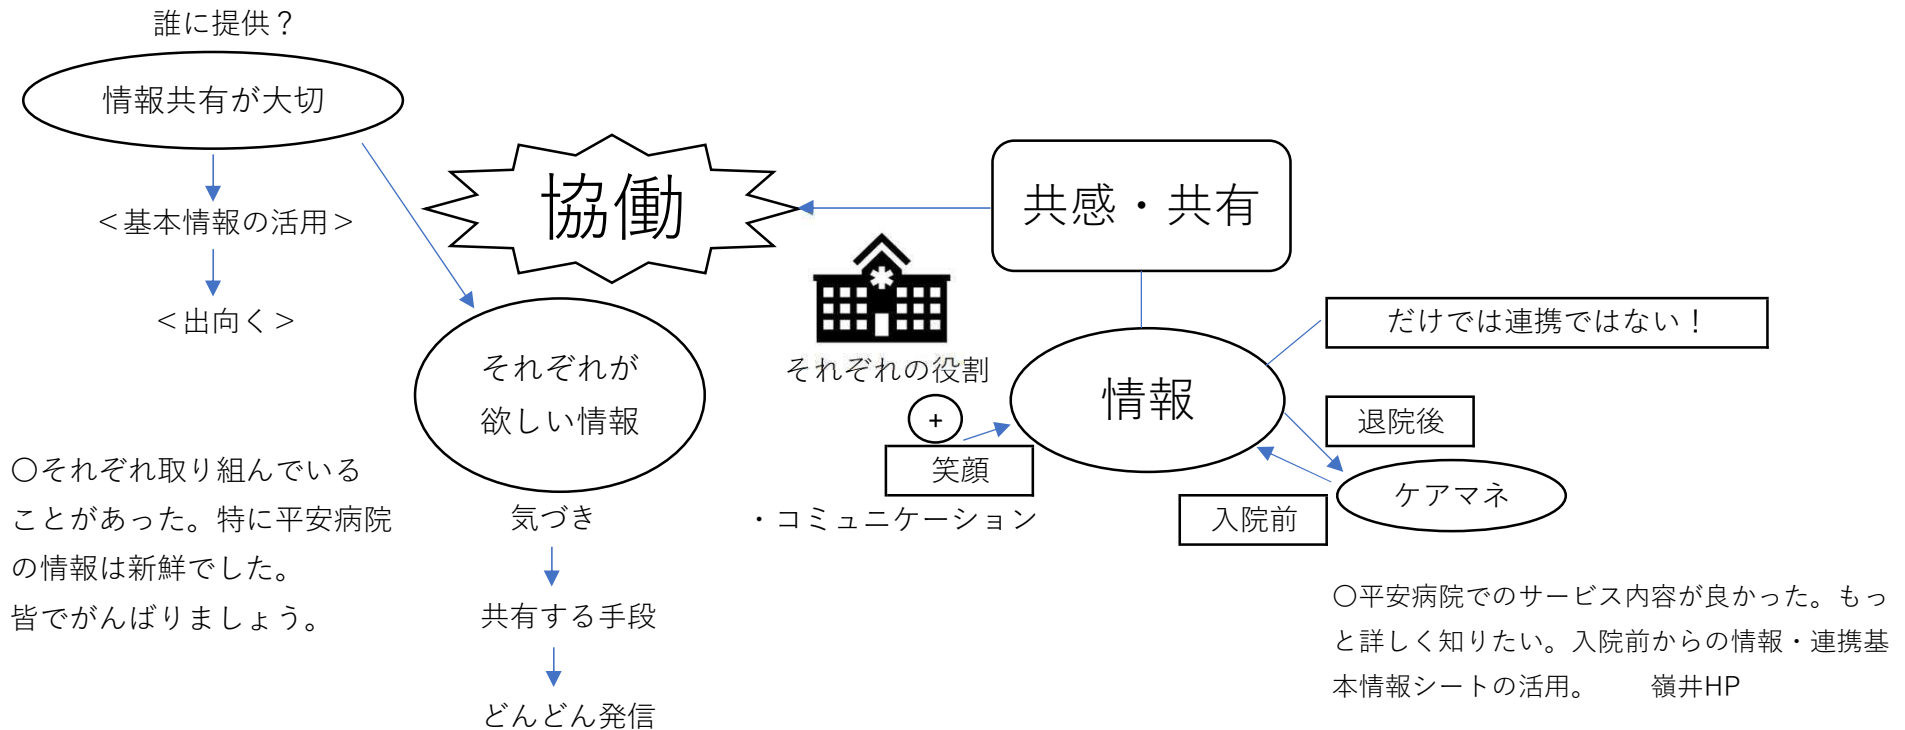 誰に提供？
情報共有が大切
＜基本情報の活用＞
＜出向く＞
協働
共感・共有
それぞれが
欲しい情報
気づき
共有する手段
どんどん発信
それぞれの役割
+
笑顔
・コミュニケーション
情報
だけでは連携ではない！
退院後
ケアマネ
入院前
〇それぞれ取り組んでいる
ことがあった。特に平安病院
の情報は新鮮でした。
皆でがんばりましょう。
〇平安病院でのサービス内容が良かった。もっ
と詳しく知りたい。入院前からの情報・連携基
本情報シートの活用。　　嶺井HP